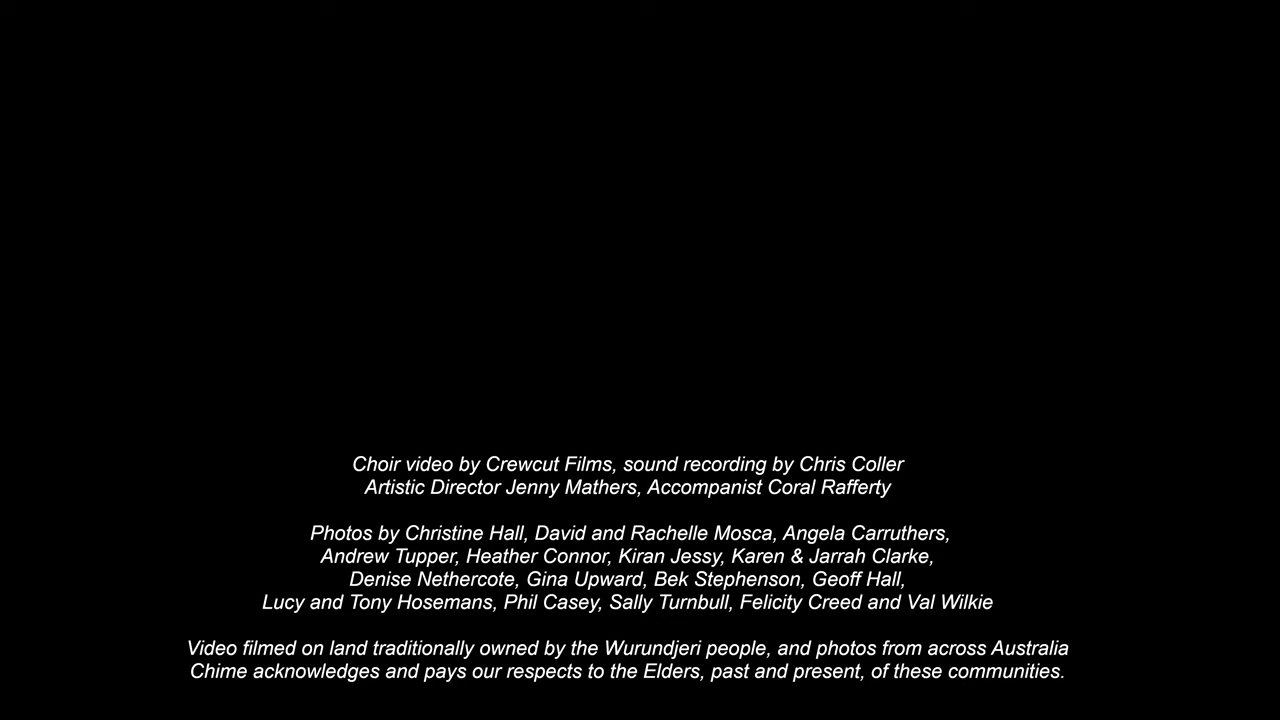 Choir video by Crewcut Films, sound recording by Chris Coller
Artistic Director Jenny Mathers, Accompanist Coral Rafferty
Photos by Christine Hall, David and Rachelle Mosca, Angela Carruthers,
Andrew Tupper, Heather Connor, Kiran Jessy, Karen & Jarrah Clarke,
Denise Nethercote, Gina Upward, Bek Stephenson, Geoff Hall,
Lucy and Tony Hosemans, Phil Casey, Sally Turnbull, Felicity Creed and Val Wilkie
Video filmed on land traditionally owned by the Wurundjeri people, and photos from across Australia
Chime acknowledges and pays our respects to the Elders, past and present, of these communities.